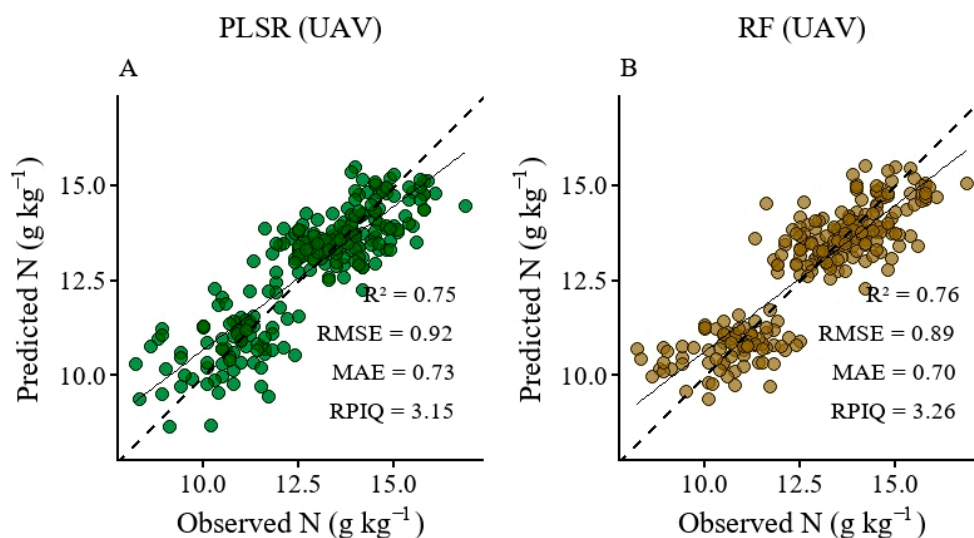 PLSR (UAV)
A
Predicted N (g kg⁻¹)
15.0
12.5
10.0
R² = 0.75
RMSE = 0.92
MAE = 0.73
RPIQ = 3.15
10.0 12.5 15.0
Observed N (g kg⁻¹)
RF (UAV)
B
Predicted N (g kg⁻¹)
15.0
12.5
10.0
R² = 0.76
RMSE = 0.89
MAE = 0.70
RPIQ = 3.26
10.0 12.5 15.0
Observed N (g kg⁻¹)